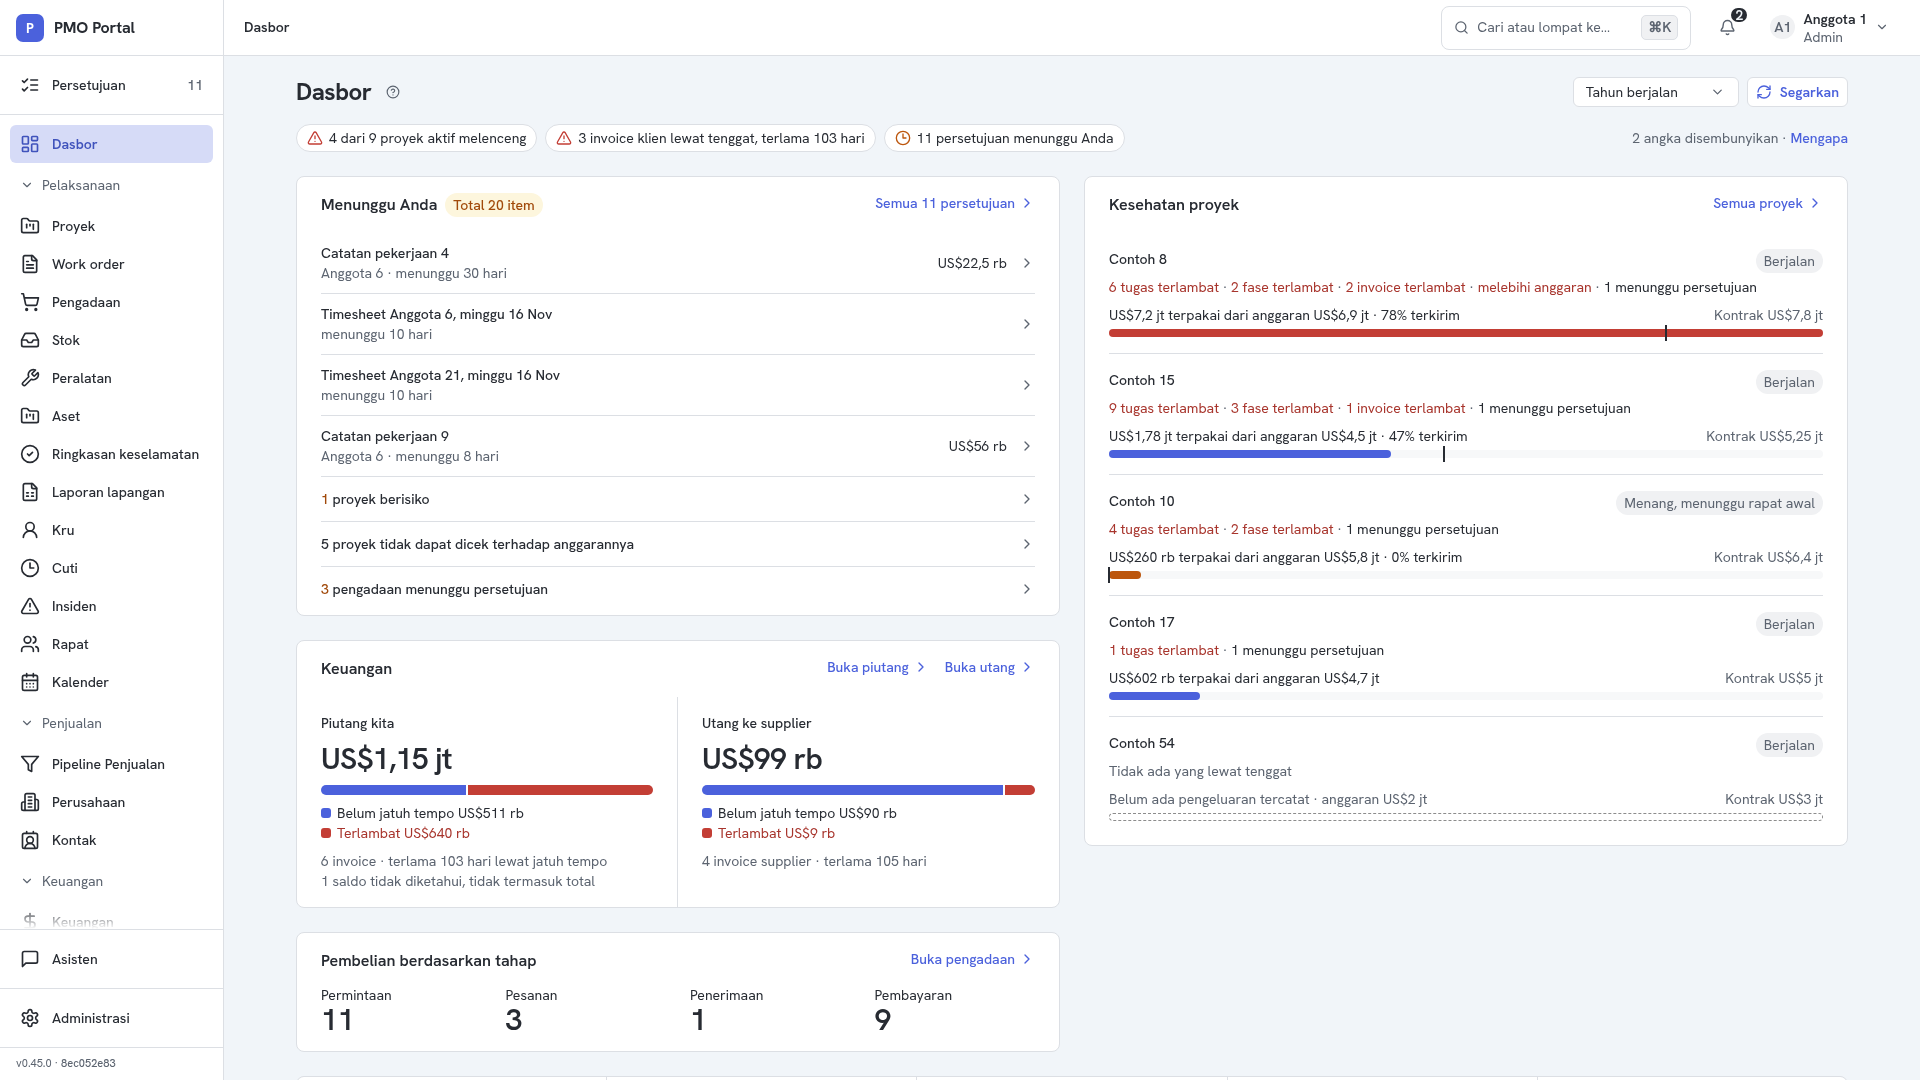 P PMO Portal
Dasbor
Cari atau lompat ke...
⌘K
2
A1
Anggota 1
Admin
Persetujuan 11
Dasbor
Pelaksanaan
Proyek
Work order
Pengadaan
Stok
Peralatan
Aset
Ringkasan keselamatan
Laporan lapangan
Kru
Cuti
Insiden
Rapat
Kalender
Penjualan
Pipeline Penjualan
Perusahaan
Kontak
Keuangan
Keuangan
Asisten
Administrasi
v0.45.0 · 8ec052e83
Dasbor
Tahun berjalan
Segarkan
4 dari 9 proyek aktif melenceng
3 invoice klien lewat tenggat, terlama 103 hari
11 persetujuan menunggu Anda
2 angka disembunyikan · Mengapa
Menunggu Anda Total 20 item
Semua 11 persetujuan
Catatan pekerjaan 4
Anggota 6 · menunggu 30 hari
US$22,5 rb
Timesheet Anggota 6, minggu 16 Nov
menunggu 10 hari
Timesheet Anggota 21, minggu 16 Nov
menunggu 10 hari
Catatan pekerjaan 9
Anggota 6 · menunggu 8 hari
US$56 rb
1 proyek berisiko
5 proyek tidak dapat dicek terhadap anggarannya
3 pengadaan menunggu persetujuan
Keuangan
Buka piutang
Buka utang
Piutang kita
US$1,15 jt
Belum jatuh tempo US$511 rb
Terlambat US$640 rb
6 invoice · terlama 103 hari lewat jatuh tempo
1 saldo tidak diketahui, tidak termasuk total
Utang ke supplier
US$99 rb
Belum jatuh tempo US$90 rb
Terlambat US$9 rb
4 invoice supplier · terlama 105 hari
Pembelian berdasarkan tahap
Buka pengadaan
Permintaan
11
Pesanan
3
Penerimaan
1
Pembayaran
9
Kesehatan proyek
Semua proyek
Contoh 8
Berjalan
6 tugas terlambat · 2 fase terlambat · 2 invoice terlambat · melebihi anggaran · 1 menunggu persetujuan
US$7,2 jt terpakai dari anggaran US$6,9 jt · 78% terkirim
Kontrak US$7,8 jt
Contoh 15
Berjalan
9 tugas terlambat · 3 fase terlambat · 1 invoice terlambat · 1 menunggu persetujuan
US$1,78 jt terpakai dari anggaran US$4,5 jt · 47% terkirim
Kontrak US$5,25 jt
Contoh 10
Menang, menunggu rapat awal
4 tugas terlambat · 2 fase terlambat · 1 menunggu persetujuan
US$260 rb terpakai dari anggaran US$5,8 jt · 0% terkirim
Kontrak US$6,4 jt
Contoh 17
Berjalan
1 tugas terlambat · 1 menunggu persetujuan
US$602 rb terpakai dari anggaran US$4,7 jt
Kontrak US$5 jt
Contoh 54
Berjalan
Tidak ada yang lewat tenggat
Belum ada pengeluaran tercatat · anggaran US$2 jt
Kontrak US$3 jt